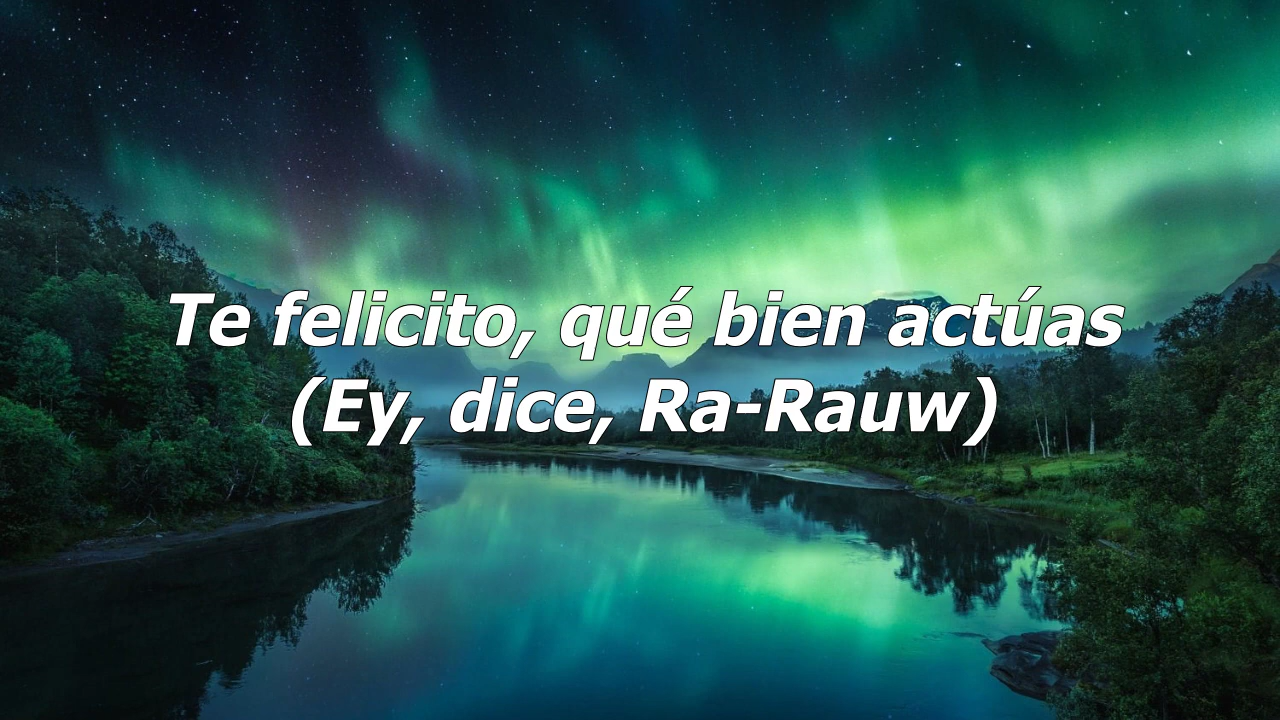 Te felicito, qué bien actúas
(Ey, dice, Ra-Rauw)